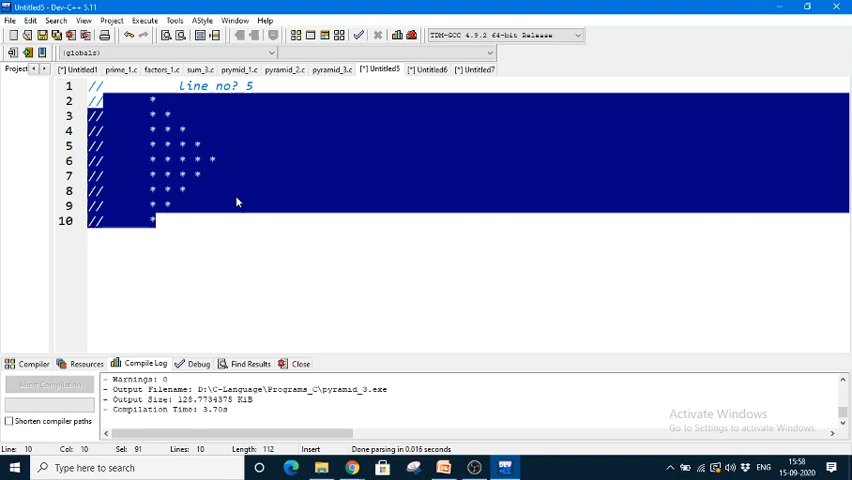 Untitled5 - Dev-C++ 5.11
File Edit Search View Project Execute Tools AStyle Window Help
TDM-GCC 4.9.2 64-bit Release
(globals)
Project [*] Untitled1 prime_1.c factors_1.c sum_3.c prymid_1.c pyramid_2.c pyramid_3.c [*] Untitled5 [*] Untitled6 [*] Untitled7
1 // line no? 5
2 // *
3 // * *
4 // * * *
5 // * * * *
6 // * * * * *
7 // * * * *
8 // * * *
9 // * *
10 // *
Compiler Resources Compile Log Debug Find Results Close
Abort Compilation
Shorten compiler paths
- Warnings: 0
- Output Filename: D:\C-Language\Programs_C\pyramid_3.exe
- Output Size: 128.7734375 KiB
- Compilation Time: 3.70s
Activate Windows
Go to Settings to activate Windows.
Line: 10 Col: 10 Sel: 91 Lines: 10 Length: 112 Insert Done parsing in 0.016 seconds
Type here to search
ENG
15:58
15-09-2020